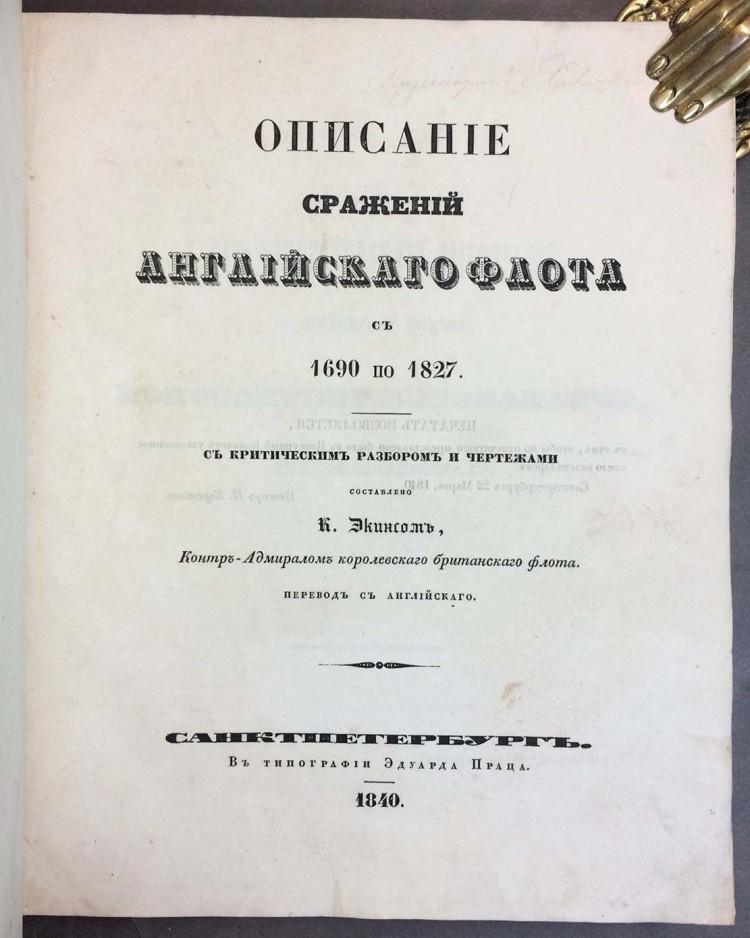 ОПИСАНІЕ
СРАЖЕНІЙ
АНГЛІЙСКАГО ФЛОТА
СЪ
1690 по 1827.
СЪ КРИТИЧЕСКИМЪ РАЗБОРОМЪ И ЧЕРТЕЖАМИ
СОСТАВЛЕНО
К. Экинсомъ,
Контръ-Адмираломъ королевскаго британскаго флота.
ПЕРЕВОДЪ СЪ АНГЛІЙСКАГО.
САНКТПЕТЕРБУРГЪ.
Въ типографіи Эдуарда Праца.
1840.